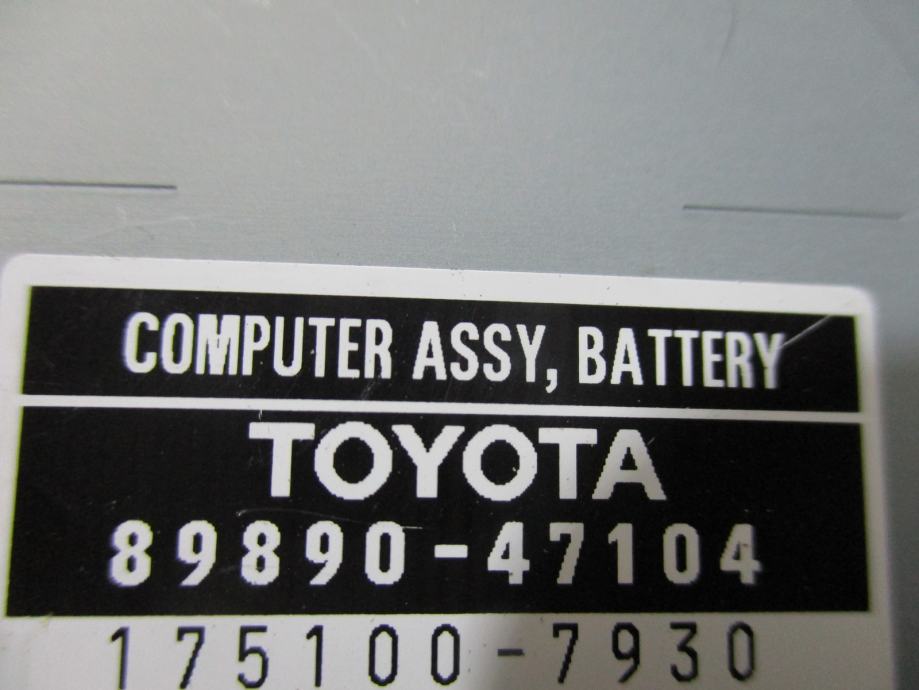 COMPUTER ASSY, BATTERY
TOYOTA
89890-47104
175100-7930